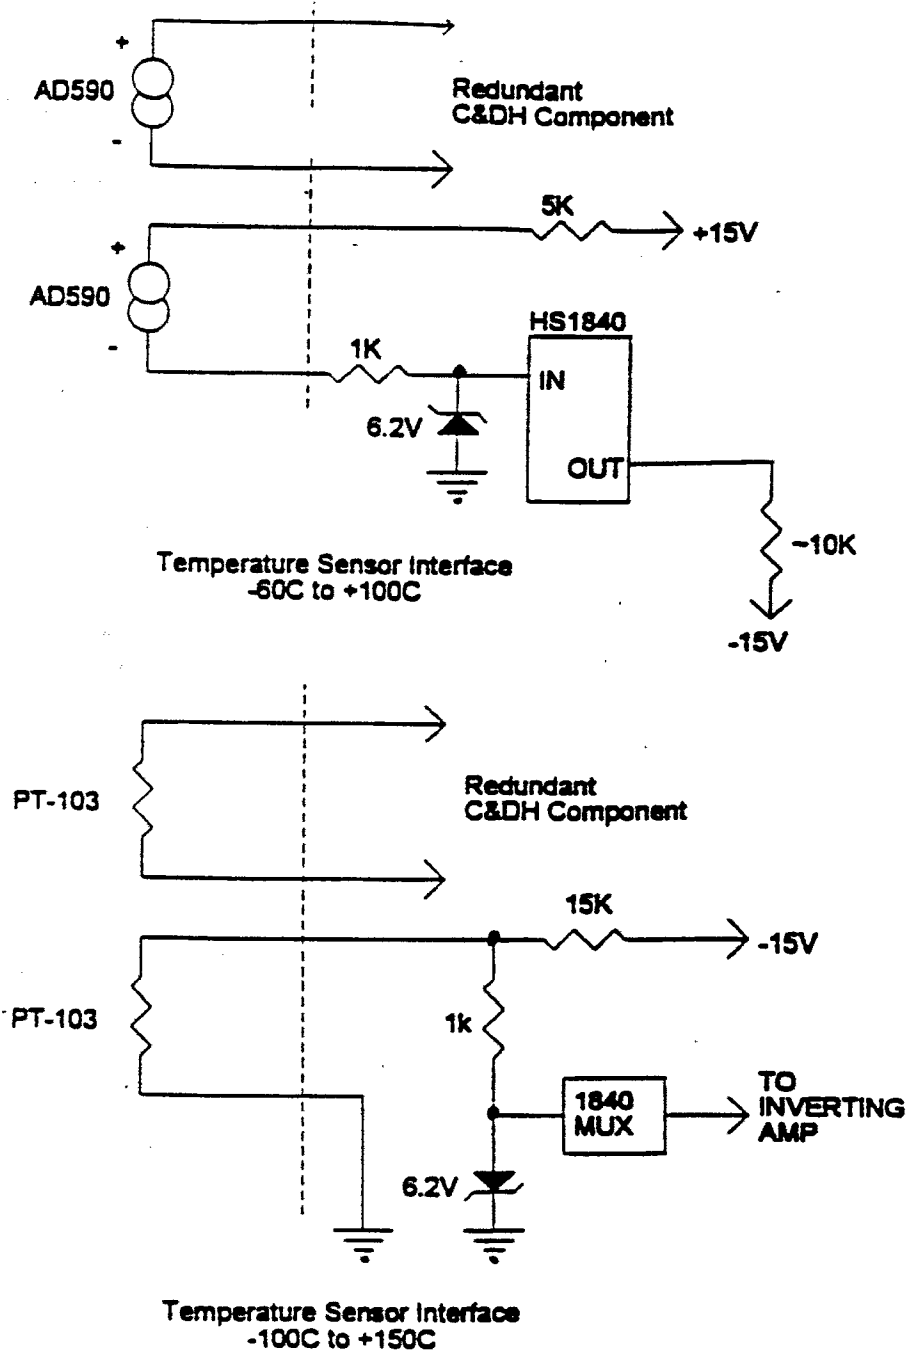 +
AD590
-
Redundant
C&DH Component
5K
+15V
+
AD590
-
1K
HS1840
IN
OUT
6.2V
~10K
-15V
Temperature Sensor Interface
-60C to +100C
PT-103
Redundant
C&DH Component
15K
-15V
PT-103
1k
1840
MUX
TO
INVERTING
AMP
6.2V
Temperature Sensor Interface
-100C to +150C